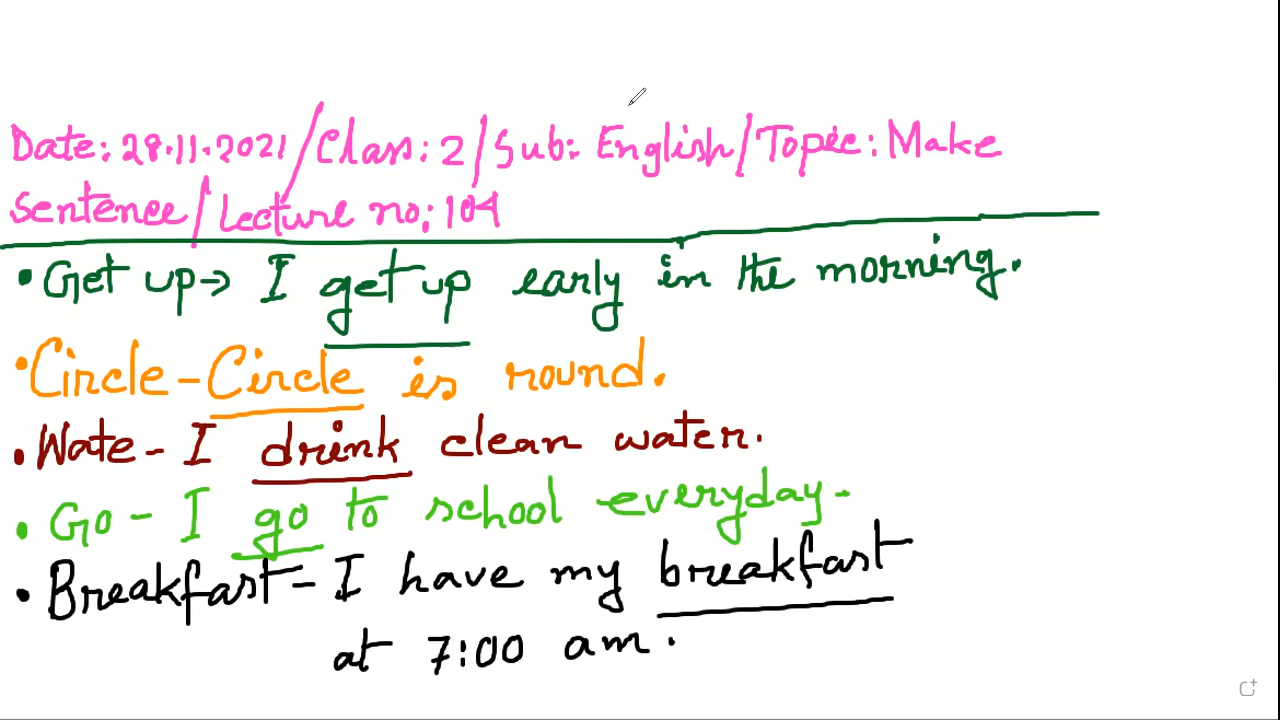 Date: 28.11.2021/Class: 2/Sub: English/Topic: Make
Sentence/Lecture no; 104
• Get up→ I get up early in the morning.
• Circle-Circle is round.
• Wate - I drink clean water.
• Go - I go to school everyday-
• Breakfast- I have my breakfast
at 7:00 am.